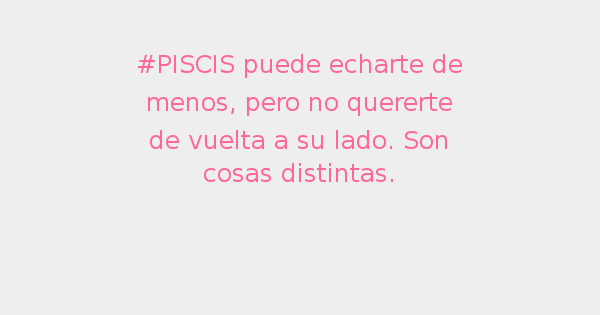 #PISCIS puede echarte de
menos, pero no quererte
de vuelta a su lado. Son
cosas distintas.